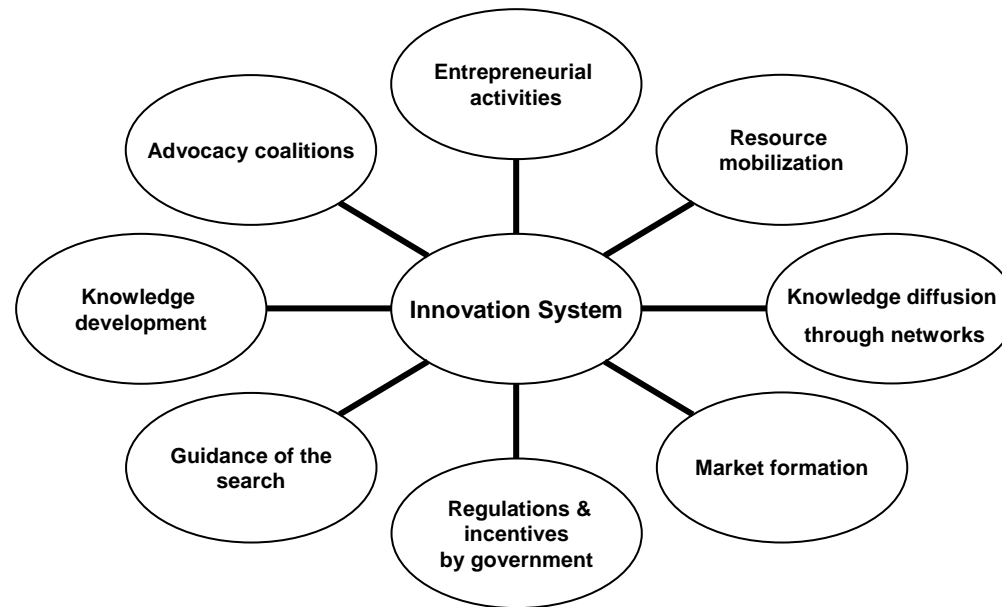 Entrepreneurial
activities
Advocacy coalitions
Resource
mobilization
Knowledge
development
Innovation System
Knowledge diffusion
through networks
Guidance of the
search
Market formation
Regulations &
incentives
by government